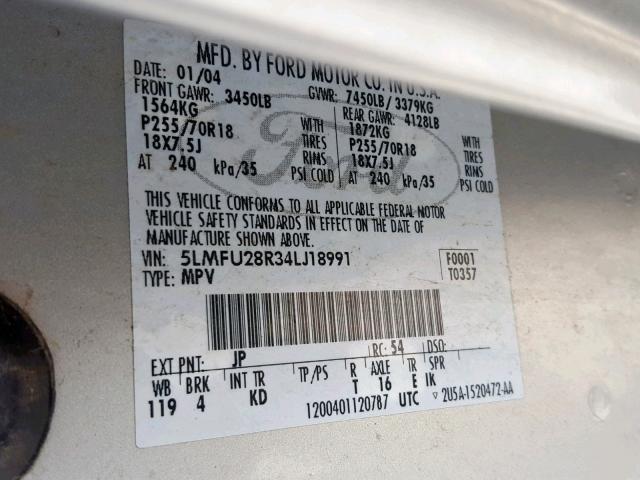 MFD. BY FORD MOTOR CO. IN U.S.A.
DATE: 01/04 GVWR: 7450LB/ 3379KG
FRONT GAWR: 3450LB REAR GAWR: 4128LB
1564KG WITH 1872KG WITH
P255/70R18 TIRES P255/70R18 TIRES
18X7.5J RIMS 18X7.5J RIMS
AT 240 kPa/35 PSI COLD AT 240 kPa/35 PSI COLD
Ford
THIS VEHICLE CONFORMS TO ALL APPLICABLE FEDERAL MOTOR
VEHICLE SAFETY STANDARDS IN EFFECT ON THE DATE OF
MANUFACTURE SHOWN ABOVE.
VIN: 5LMFU28R34LJ18991 F0001
TYPE: MPV T0357
EXT PNT: JP RC: 54 DSO:
WB BRK INT TR TP/PS R AXLE TR SPR
119 4 KD T 16 E IK
1200401120787 UTC 2U5A-1520472-AA